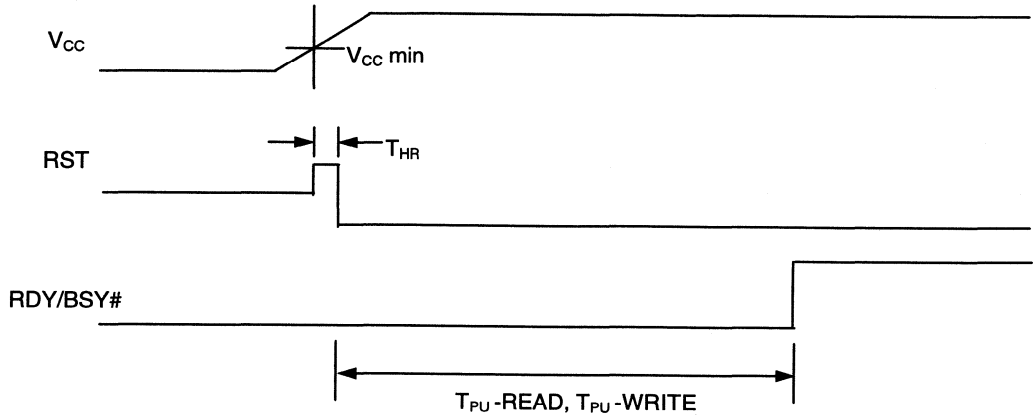 VCC
VCC min
THR
RST
RDY/BSY#
TPU -READ, TPU -WRITE